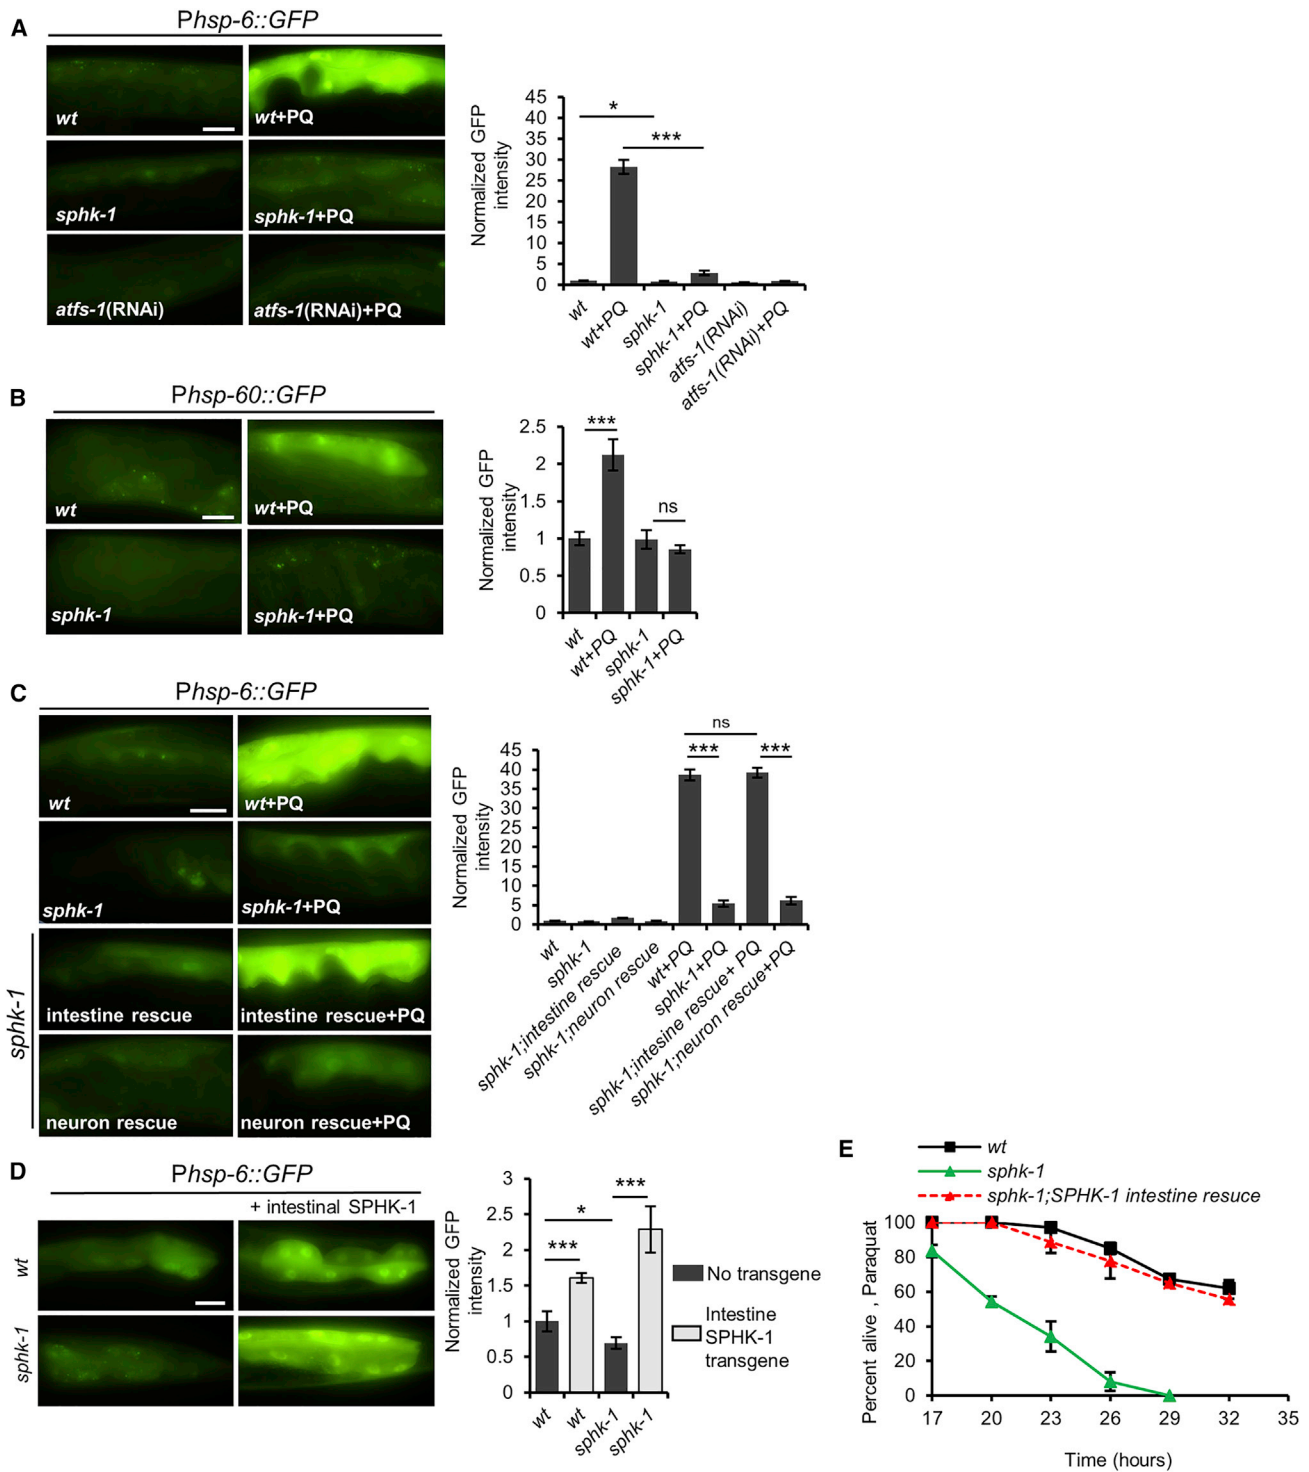 A
Phsp-6::GFP
wt
wt+PQ
sphk-1
sphk-1+PQ
atfs-1(RNAi)
atfs-1(RNAi)+PQ
Normalized GFP
intensity
45
40
35
30
25
20
15
10
5
0
*
***
wt
wt+PQ
sphk-1
sphk-1+PQ
atfs-1(RNAi)
atfs-1(RNAi)+PQ
B
Phsp-60::GFP
wt
wt+PQ
sphk-1
sphk-1+PQ
Normalized GFP
intensity
2.5
2
1.5
1
0.5
0
***
ns
wt
wt+PQ
sphk-1
sphk-1+PQ
C
Phsp-6::GFP
wt
wt+PQ
sphk-1
sphk-1+PQ
sphk-1
intestine rescue
intestine rescue+PQ
neuron rescue
neuron rescue+PQ
Normalized GFP
intensity
45
40
35
30
25
20
15
10
5
0
ns
***
***
wt
sphk-1
sphk-1;intestine rescue
sphk-1;neuron rescue
wt+PQ
sphk-1+PQ
sphk-1;intesine rescue+ PQ
sphk-1;neuron rescue+PQ
D
Phsp-6::GFP
+ intestinal SPHK-1
wt
sphk-1
Normalized GFP
intensity
3
2.5
2
1.5
1
0.5
0
***
*
***
wt
wt
sphk-1
sphk-1
No transgene
Intestine
SPHK-1
transgene
E
wt
sphk-1
sphk-1;SPHK-1 intestine resuce
Percent alive , Paraquat
100
80
60
40
20
0
17
20
23
26
29
32
35
Time (hours)